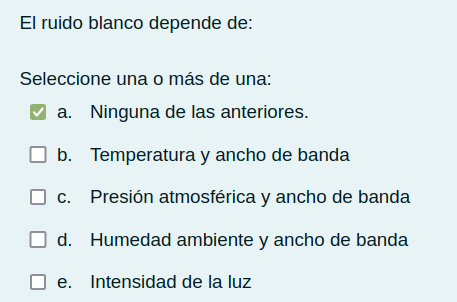 El ruido blanco depende de:
Seleccione una o más de una:
a. Ninguna de las anteriores.
b. Temperatura y ancho de banda
c. Presión atmosférica y ancho de banda
d. Humedad ambiente y ancho de banda
e. Intensidad de la luz